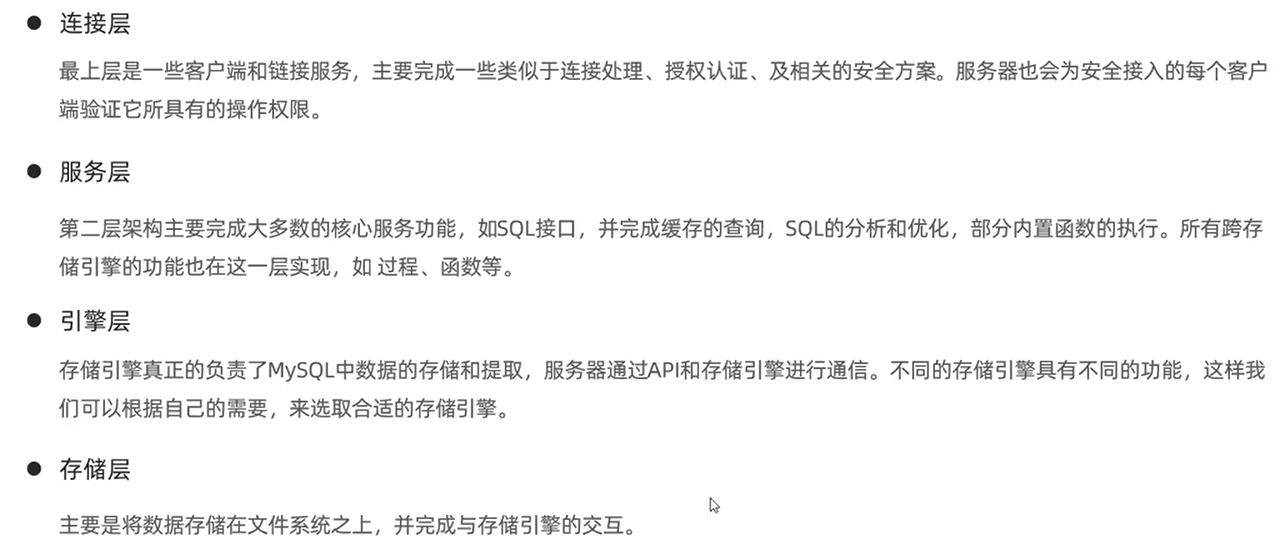 ● 连接层
最上层是一些客户端和链接服务，主要完成一些类似于连接处理、授权认证、及相关的安全方案。服务器也会为安全接入的每个客户
端验证它所具有的操作权限。
● 服务层
第二层架构主要完成大多数的核心服务功能，如SQL接口，并完成缓存的查询，SQL的分析和优化，部分内置函数的执行。所有跨存
储引擎的功能也在这一层实现，如 过程、函数等。
● 引擎层
存储引擎真正的负责了MySQL中数据的存储和提取，服务器通过API和存储引擎进行通信。不同的存储引擎具有不同的功能，这样我
们可以根据自己的需要，来选取合适的存储引擎。
● 存储层
主要是将数据存储在文件系统之上，并完成与存储引擎的交互。